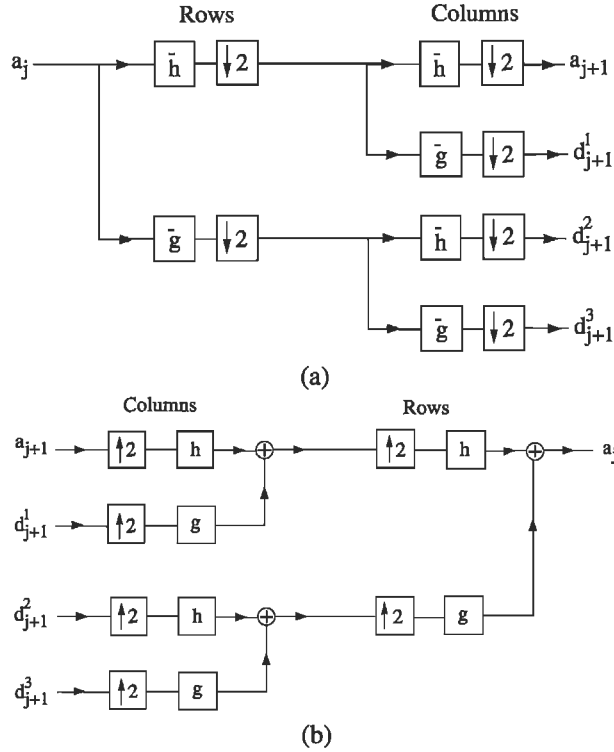 Rows Columns
a_j h̄ ↓2 h̄ ↓2 a_{j+1}
ḡ ↓2 d^1_{j+1}
ḡ ↓2 h̄ ↓2 d^2_{j+1}
ḡ ↓2 d^3_{j+1}
(a)
Columns Rows
a_{j+1} ↑2 h + ↑2 h + a
d^1_{j+1} ↑2 g
d^2_{j+1} ↑2 h + ↑2 g
d^3_{j+1} ↑2 g
(b)